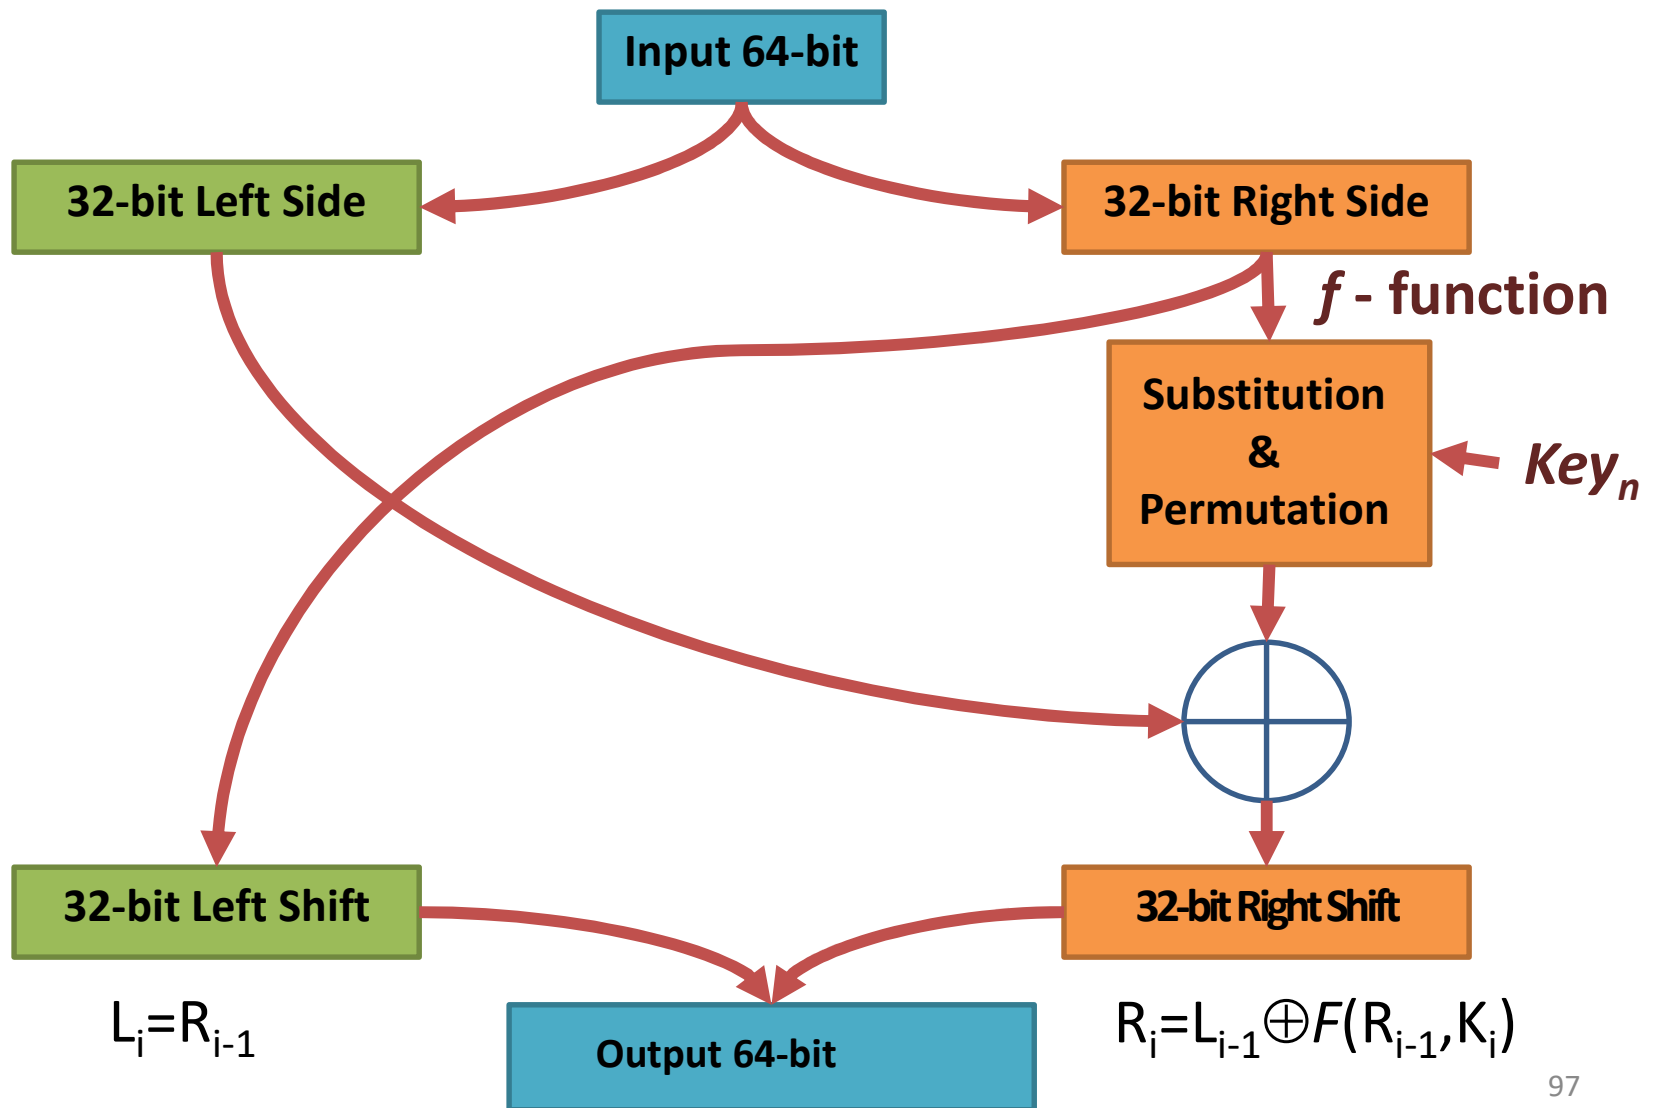 Input 64-bit
32-bit Left Side
32-bit Right Side
f - function
Substitution
&
Permutation
Keyₙ
32-bit Left Shift
32-bit Right Shift
Lᵢ=Rᵢ₋₁
Output 64-bit
Rᵢ=Lᵢ₋₁⊕F(Rᵢ₋₁,Kᵢ)
97